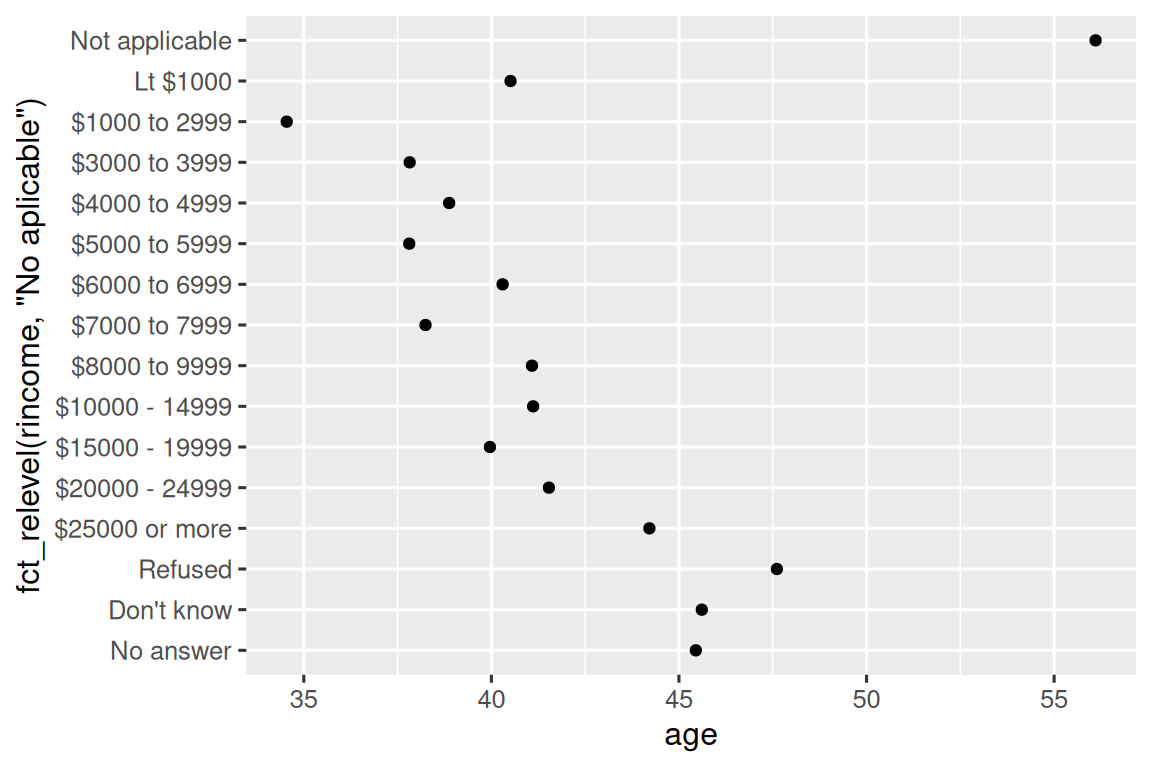 fct_relevel(rincome, "No aplicable")
Not applicable
Lt $1000
$1000 to 2999
$3000 to 3999
$4000 to 4999
$5000 to 5999
$6000 to 6999
$7000 to 7999
$8000 to 9999
$10000 - 14999
$15000 - 19999
$20000 - 24999
$25000 or more
Refused
Don't know
No answer
35 40 45 50 55
age